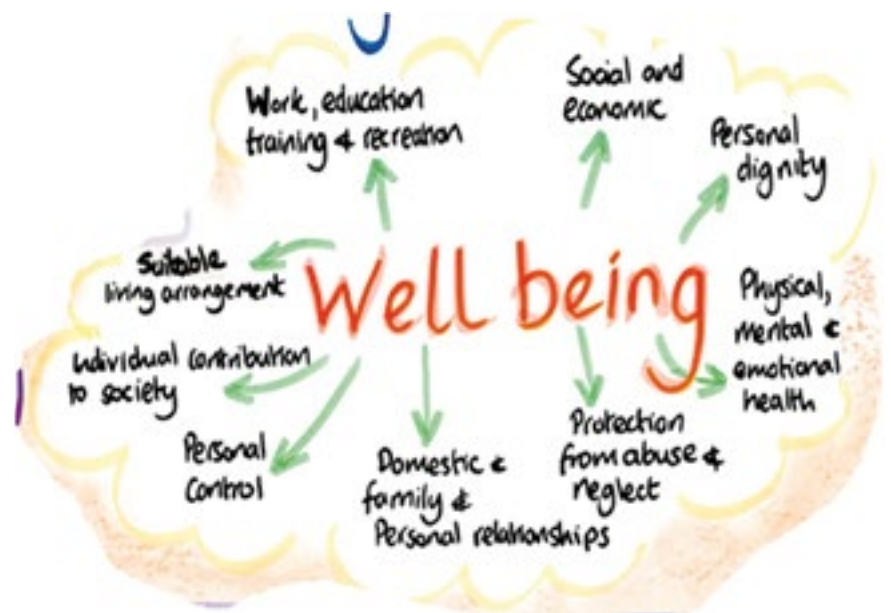 Work, education
training & recreation
Social and
economic
Personal
dignity
Suitable
living arrangement
Well being
Physical,
mental &
emotional
health
Individual contribution
to society
Personal
Control
Domestic &
family &
Personal relationships
Protection
from abuse &
neglect